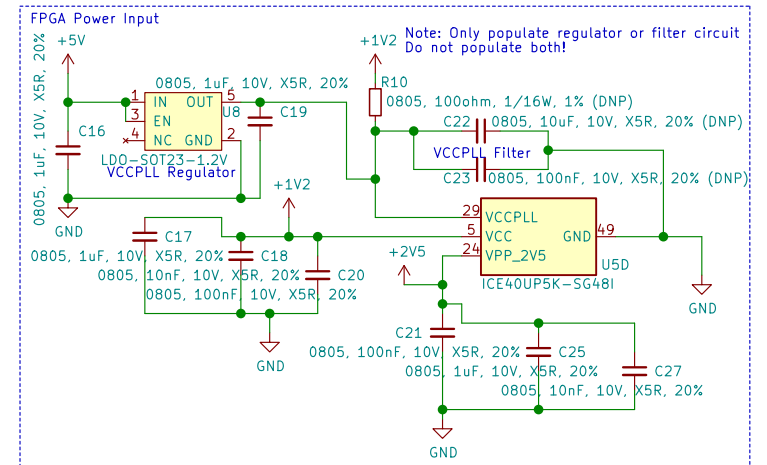 FPGA Power Input
Note: Only populate regulator or filter circuit
Do not populate both!
+5V
+1V2
R10
0805, 100ohm, 1/16W, 1% (DNP)
0805, 1uF, 10V, X5R, 20%
C16
0805, 1uF, 10V, X5R, 20%
C19
1 IN OUT 5
U8
3 EN
4 NC GND 2
LDO-SOT23-1.2V
VCCPLL Regulator
C22 0805, 10uF, 10V, X5R, 20% (DNP)
VCCPLL Filter
C23 0805, 100nF, 10V, X5R, 20% (DNP)
GND
+1V2
29 VCCPLL
5 VCC GND 49
24 VPP_2V5
U5D
ICE40UP5K-SG48I
C17
0805, 1uF, 10V, X5R, 20%
C18
0805, 10nF, 10V, X5R, 20%
C20
0805, 100nF, 10V, X5R, 20%
GND
+2V5
GND
C21
0805, 100nF, 10V, X5R, 20%
C25
0805, 1uF, 10V, X5R, 20%
C27
0805, 10nF, 10V, X5R, 20%
GND